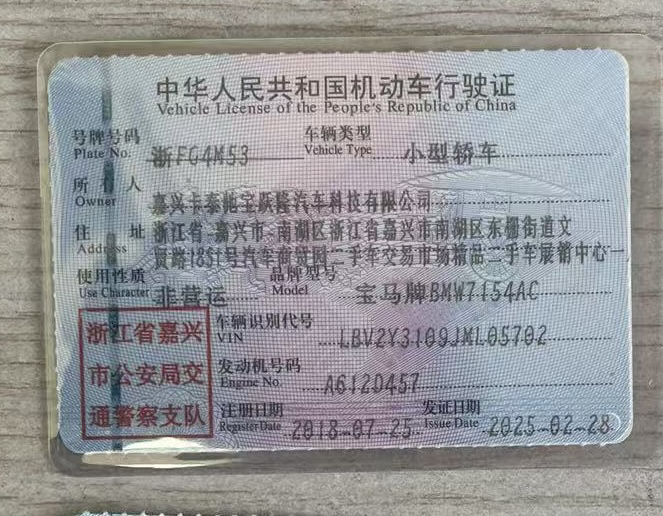 中华人民共和国机动车行驶证
Vehicle License of the People's Republic of China
号牌号码 浙FG4M53 车辆类型 小型轿车
Plate No. Vehicle Type
所有人 嘉兴卡泰驰宝跃隆汽车科技有限公司
Owner
住址 浙江省 嘉兴市 南湖区浙江省嘉兴市南湖区东栅街道文
Address 贤路1851号汽车商贸园二手车交易市场精品二手车展销中心一
使用性质 非营运 品牌型号 宝马牌BMW7154AC
Use Character Model
浙江省嘉兴
市公安局交
通警察支队
车辆识别代号 LBV2Y3109JML05702
VIN
发动机号码 A612D457
Engine No.
注册日期 2018-07-25 发证日期 2025-02-28
Register Date Issue Date